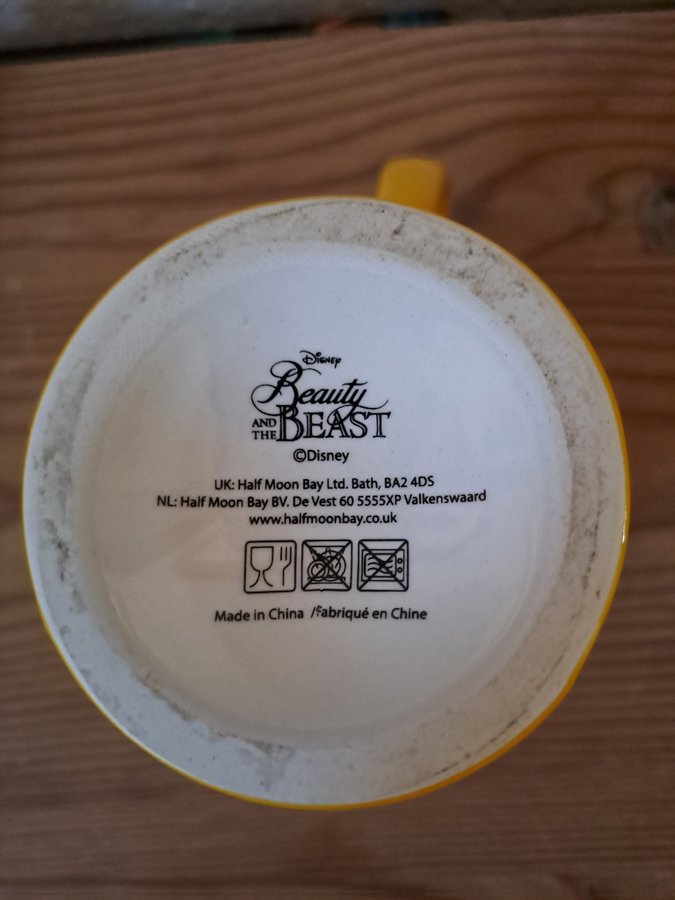 Disney
Beauty
AND THE BEAST
©Disney
UK: Half Moon Bay Ltd. Bath, BA2 4DS
NL: Half Moon Bay BV. De Vest 60 5555XP Valkenswaard
www.halfmoonbay.co.uk
Made in China /Fabriqué en Chine